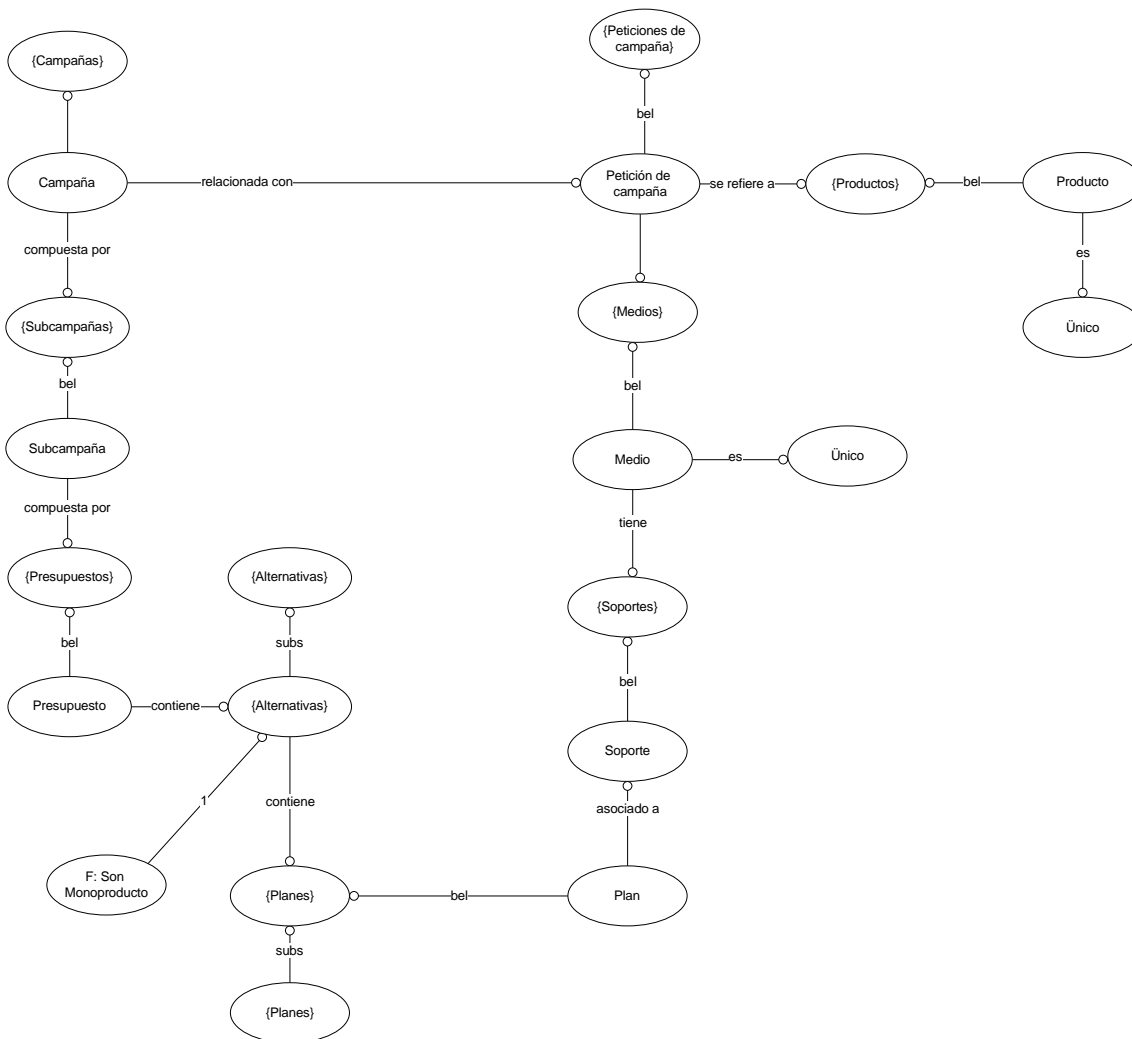 {Peticiones de
campaña}
{Campañas}
bel
Campaña
relacionada con
Petición de
campaña
se refiere a
{Productos}
bel
Producto
compuesta por
es
{Subcampañas}
{Medios}
Ünico
bel
bel
Subcampaña
Medio
es
Ünico
compuesta por
tiene
{Presupuestos}
{Alternativas}
{Soportes}
bel
subs
bel
Presupuesto
contiene
{Alternativas}
Soporte
1
contiene
asociado a
F: Son
Monoproducto
{Planes}
bel
Plan
subs
{Planes}